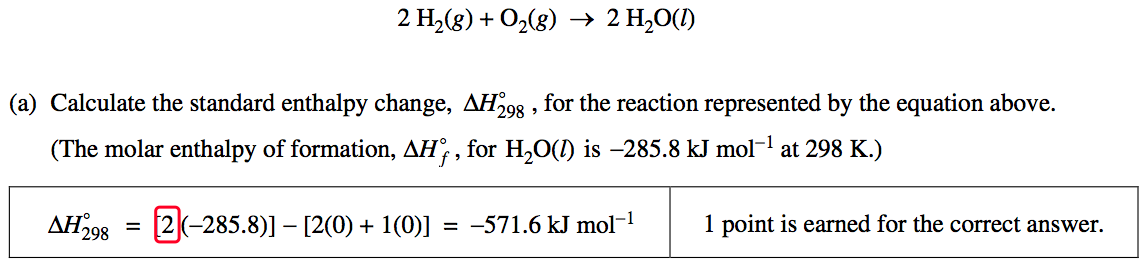 2 H₂(g) + O₂(g) → 2 H₂O(l)
(a) Calculate the standard enthalpy change, ΔH°₂₉₈ , for the reaction represented by the equation above.
(The molar enthalpy of formation, ΔH°f , for H₂O(l) is –285.8 kJ mol⁻¹ at 298 K.)
ΔH°₂₉₈ = [2(–285.8)] – [2(0) + 1(0)] = –571.6 kJ mol⁻¹
1 point is earned for the correct answer.